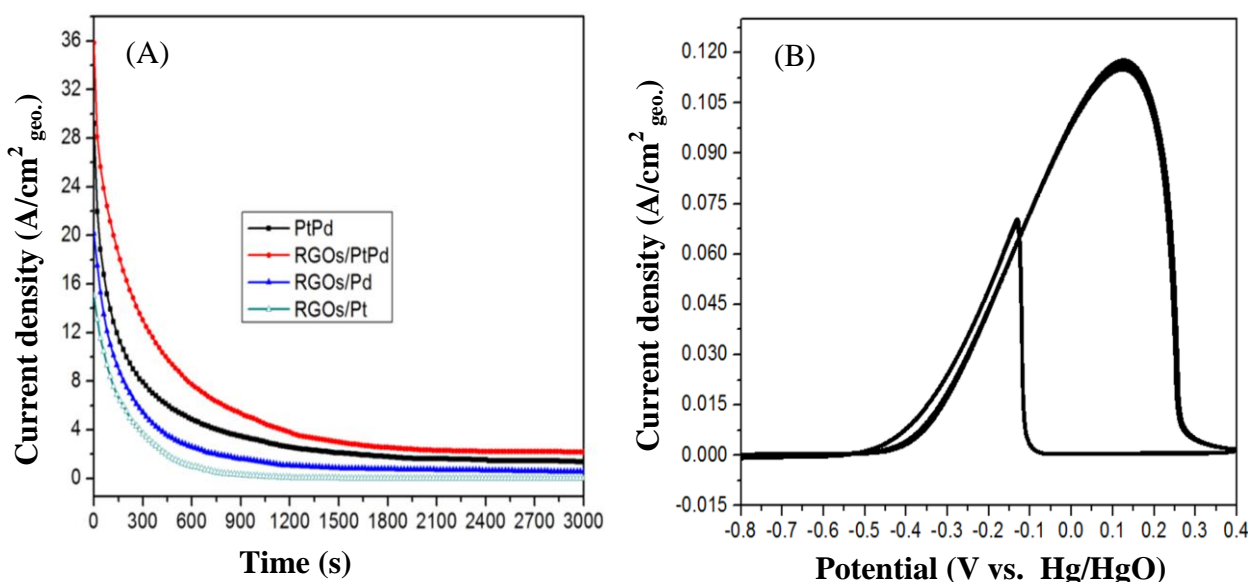 (A)
Current density (A/cm² geo.)
36
32
28
24
20
16
12
8
4
0
PtPd
RGOs/PtPd
RGOs/Pd
RGOs/Pt
0 300 600 900 1200 1500 1800 2100 2400 2700 3000
Time (s)
(B)
Current density (A/cm² geo.)
0.120
0.105
0.090
0.075
0.060
0.045
0.030
0.015
0.000
-0.015
-0.8 -0.7 -0.6 -0.5 -0.4 -0.3 -0.2 -0.1 0.0 0.1 0.2 0.3 0.4
Potential (V vs. Hg/HgO)